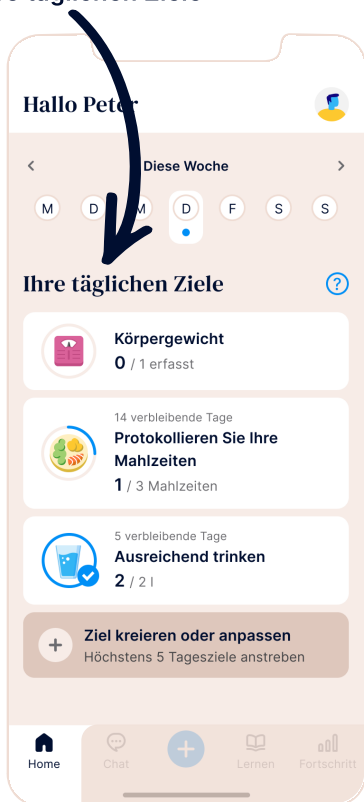 täglichen Ziele
Hallo Peter
Diese Woche
M D M D F S S
Ihre täglichen Ziele
?
Körpergewicht
0 / 1 erfasst
14 verbleibende Tage
Protokollieren Sie Ihre
Mahlzeiten
1 / 3 Mahlzeiten
5 verbleibende Tage
Ausreichend trinken
2 / 2 l
Ziel kreieren oder anpassen
Höchstens 5 Tagesziele anstreben
Home Chat Lernen Fortschritt